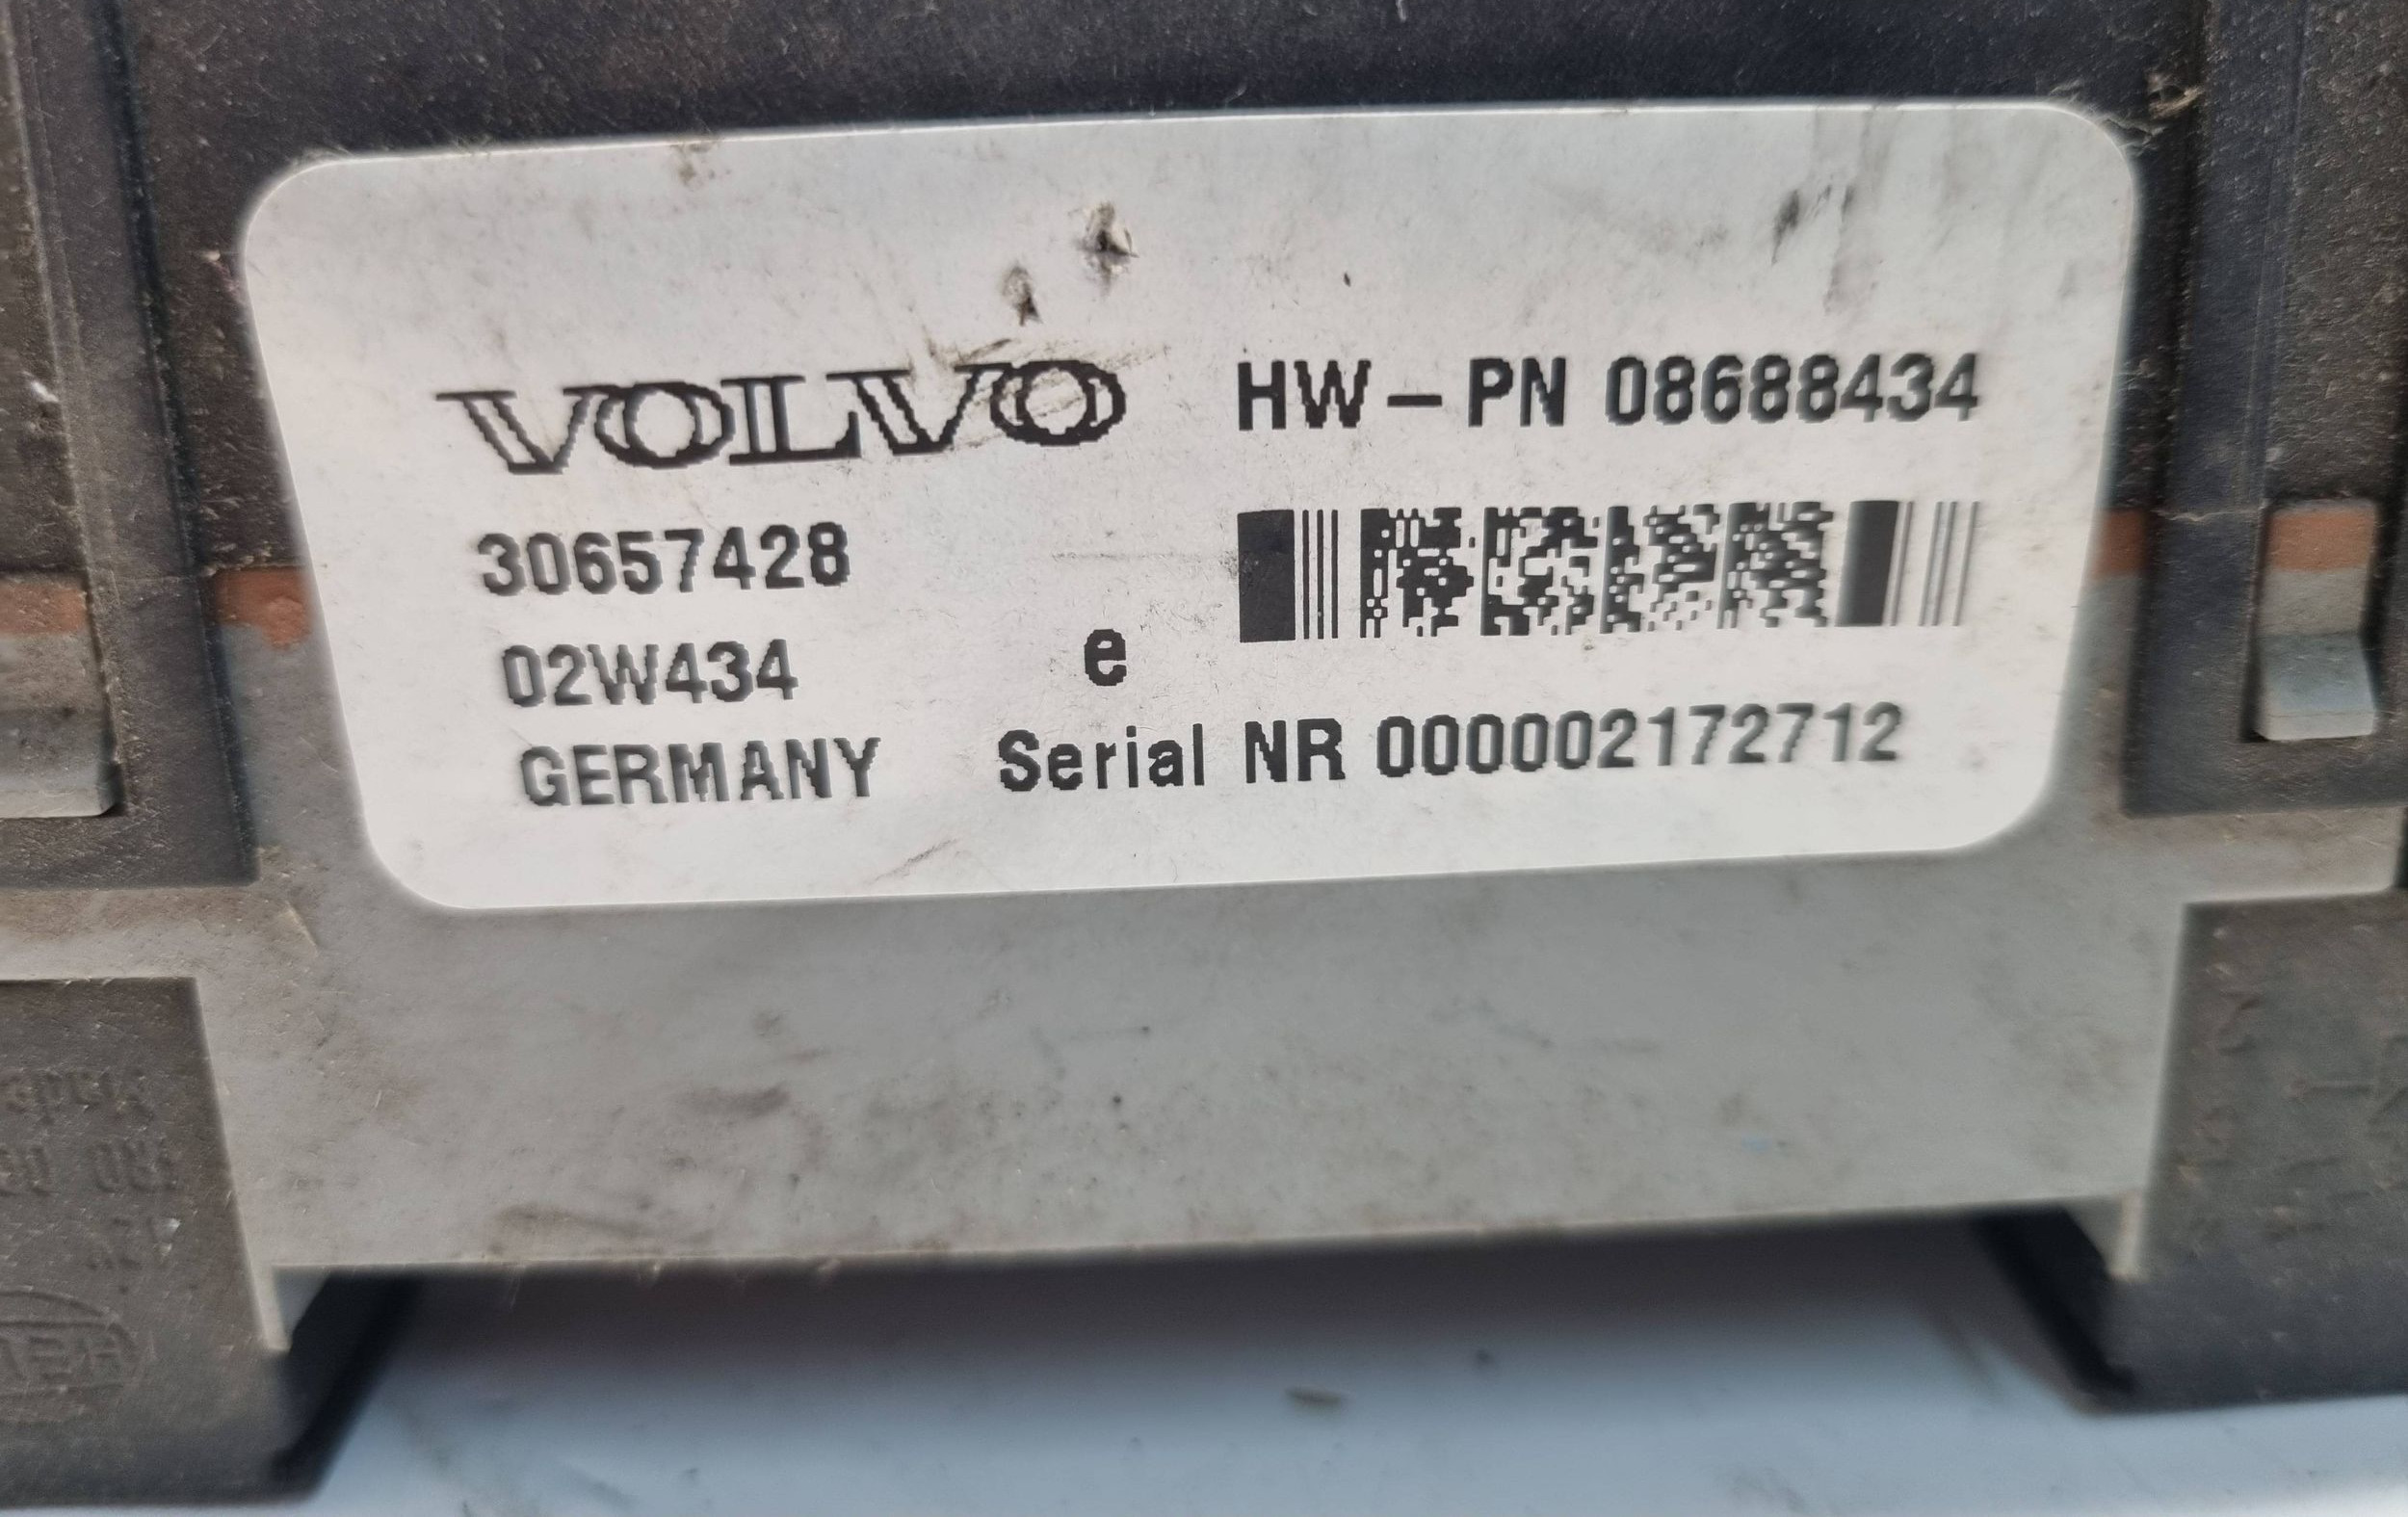 VOLVO HW-PN 08688434
30657428
02W434 e
GERMANY Serial NR 000002172712